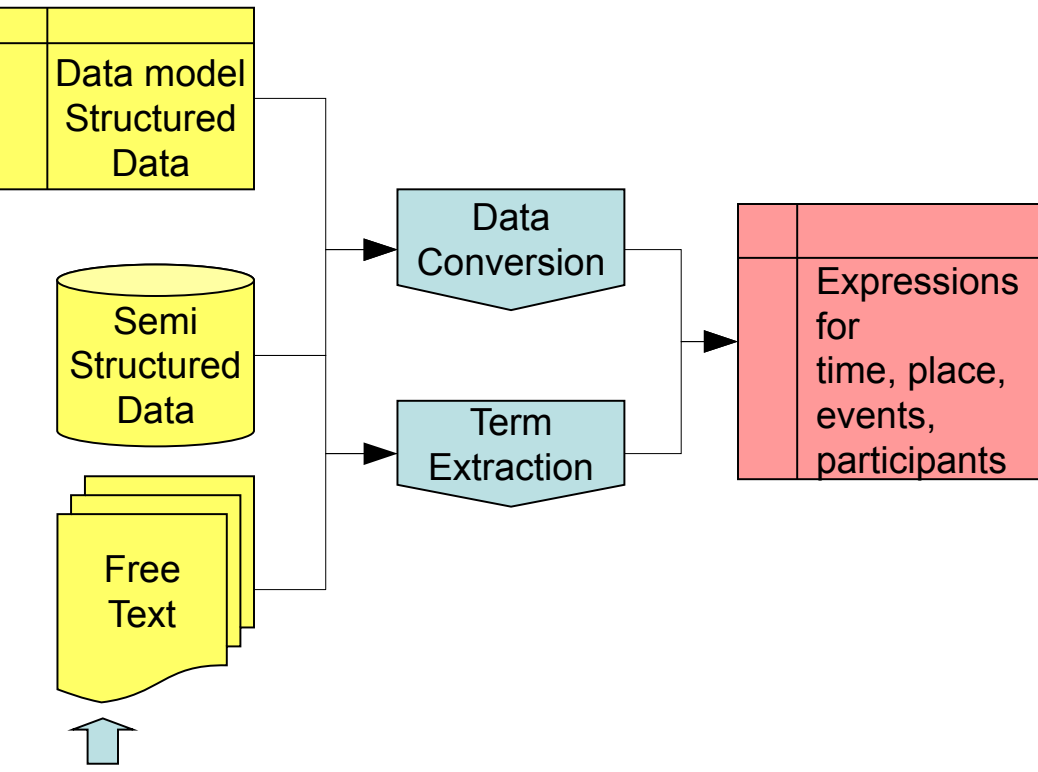 Data model
Structured
Data
Semi
Structured
Data
Free
Text
Data
Conversion
Term
Extraction
Expressions
for
time, place,
events,
participants